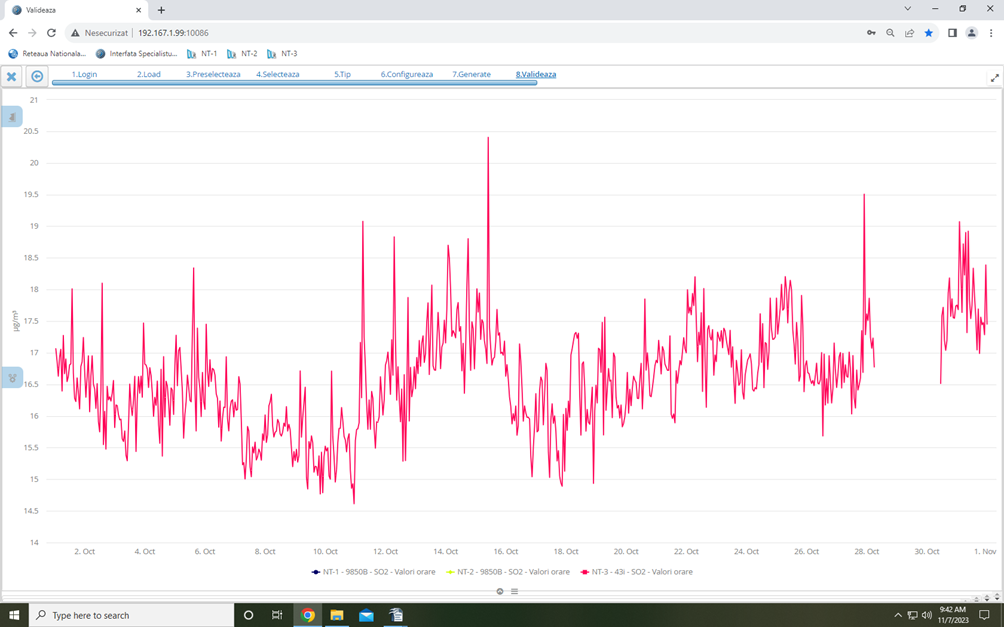 Valideaza
Nesecurizat | 192.167.1.99:10086
Reteaua Nationala... Interfata Specialistu... NT-1 NT-2 NT-3
1.Login 2.Load 3.Preselecteaza 4.Selecteaza 5.Tip 6.Configureaza 7.Generate 8.Valideaza
21
20.5
20
19.5
19
18.5
18
17.5
µg/m³
17
16.5
16
15.5
15
14.5
14
2. Oct 4. Oct 6. Oct 8. Oct 10. Oct 12. Oct 14. Oct 16. Oct 18. Oct 20. Oct 22. Oct 24. Oct 26. Oct 28. Oct 30. Oct 1. Nov
NT-1 - 9850B - SO2 - Valori orare NT-2 - 9850B - SO2 - Valori orare NT-3 - 43i - SO2 - Valori orare
Type here to search
9:42 AM
11/7/2023